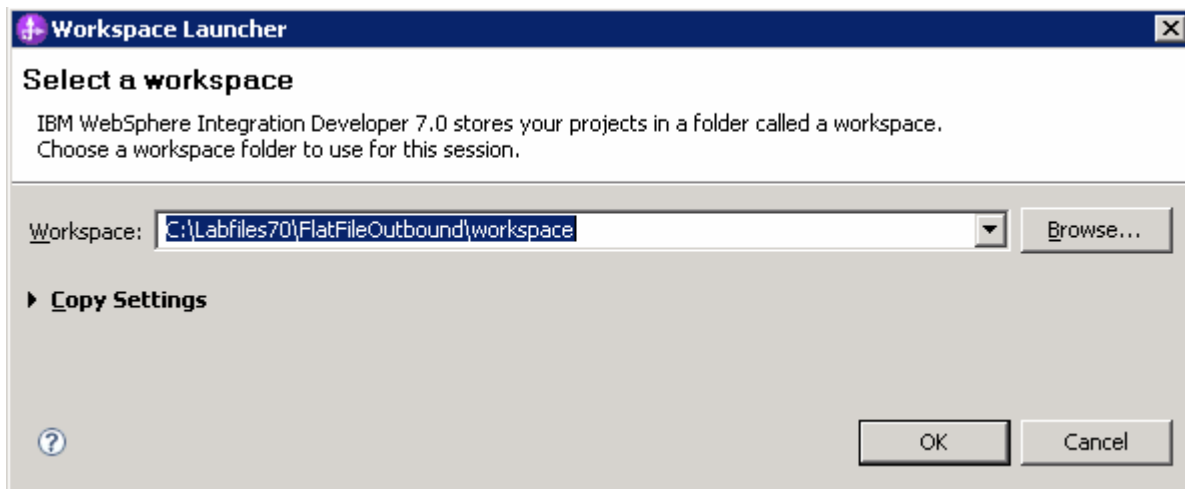 Workspace Launcher
Select a workspace
IBM WebSphere Integration Developer 7.0 stores your projects in a folder called a workspace.
Choose a workspace folder to use for this session.
Workspace: C:\Labfiles70\FlatFileOutbound\workspace Browse...
Copy Settings
OK Cancel